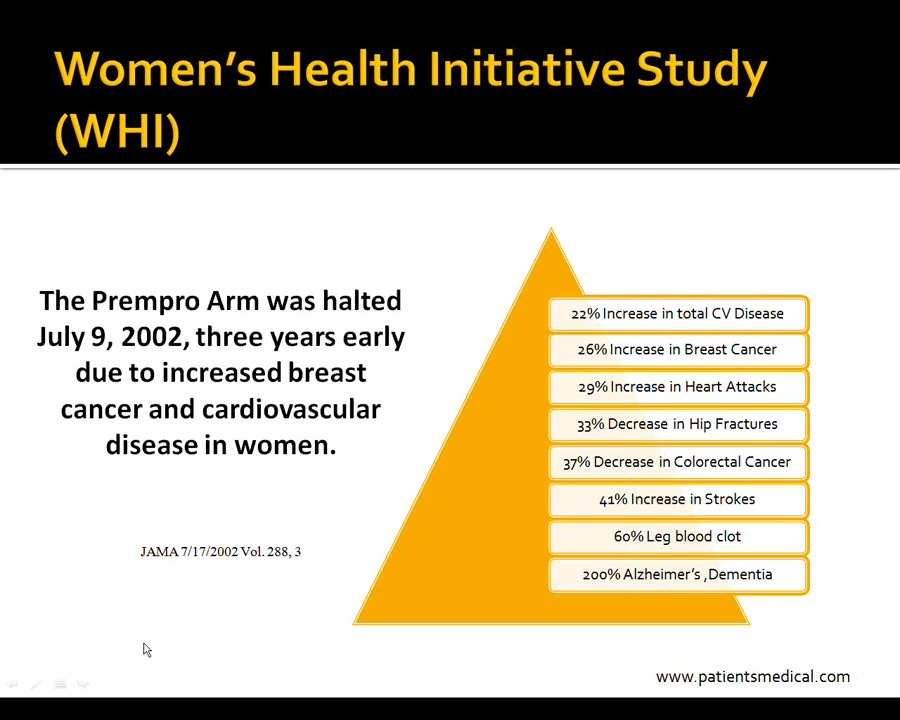 Women's Health Initiative Study
(WHI)
The Prempro Arm was halted
July 9, 2002, three years early
due to increased breast
cancer and cardiovascular
disease in women.
JAMA 7/17/2002 Vol. 288, 3
22% Increase in total CV Disease
26% Increase in Breast Cancer
29% Increase in Heart Attacks
33% Decrease in Hip Fractures
37% Decrease in Colorectal Cancer
41% Increase in Strokes
60% Leg blood clot
200% Alzheimer's ,Dementia
www.patientsmedical.com